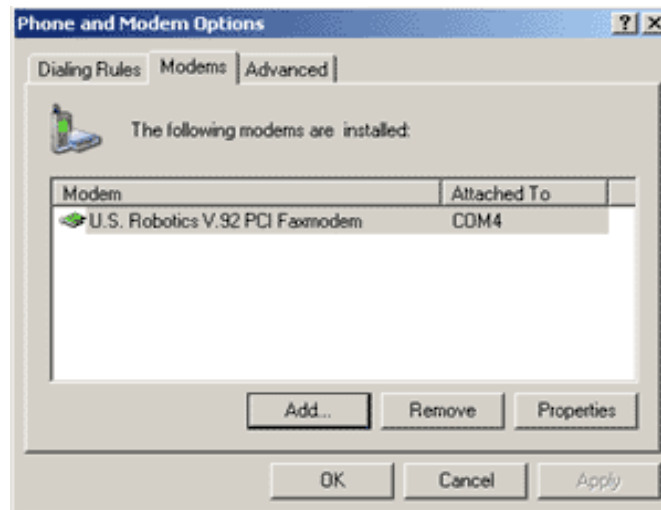 Phone and Modem Options
Dialing Rules Modems Advanced
The following modems are installed:
Modem Attached To
U.S. Robotics V.92 PCI Faxmodem COM4
Add... Remove Properties
OK Cancel Apply